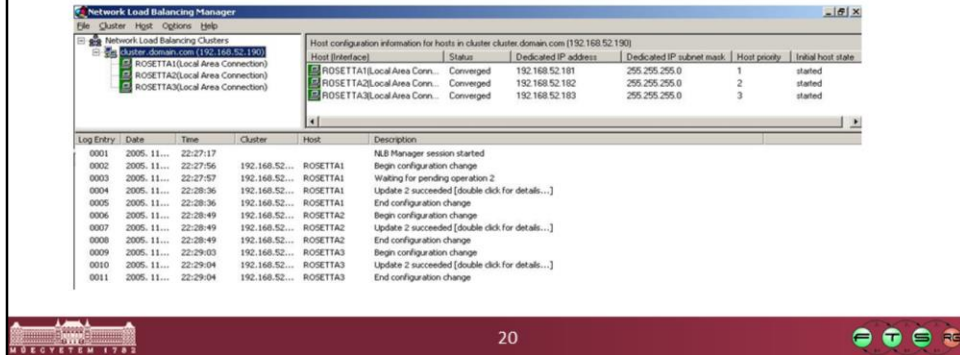 Network Load Balancing Manager
File Cluster Host Options Help
Network Load Balancing Clusters
cluster.domain.com (192.168.52.190)
ROSETTA1(Local Area Connection)
ROSETTA2(Local Area Connection)
ROSETTA3(Local Area Connection)
Host configuration information for hosts in cluster cluster.domain.com (192.168.52.190)
Host (Interface) Status Dedicated IP address Dedicated IP subnet mask Host priority Initial host state
ROSETTA1(Local Area Conn... Converged 192.168.52.181 255.255.255.0 1 started
ROSETTA2(Local Area Conn... Converged 192.168.52.182 255.255.255.0 2 started
ROSETTA3(Local Area Conn... Converged 192.168.52.183 255.255.255.0 3 started
Log Entry Date Time Cluster Host Description
0001 2005. 11... 22:27:17 NLB Manager session started
0002 2005. 11... 22:27:56 192.168.52... ROSETTA1 Begin configuration change
0003 2005. 11... 22:27:57 192.168.52... ROSETTA1 Waiting for pending operation 2
0004 2005. 11... 22:28:36 192.168.52... ROSETTA1 Update 2 succeeded [double click for details...]
0005 2005. 11... 22:28:36 192.168.52... ROSETTA1 End configuration change
0006 2005. 11... 22:28:49 192.168.52... ROSETTA2 Begin configuration change
0007 2005. 11... 22:28:49 192.168.52... ROSETTA2 Update 2 succeeded [double click for details...]
0008 2005. 11... 22:28:49 192.168.52... ROSETTA2 End configuration change
0009 2005. 11... 22:29:03 192.168.52... ROSETTA3 Begin configuration change
0010 2005. 11... 22:29:04 192.168.52... ROSETTA3 Update 2 succeeded [double click for details...]
0011 2005. 11... 22:29:04 192.168.52... ROSETTA3 End configuration change
MŰEGYETEM 1782
20
F T S RG